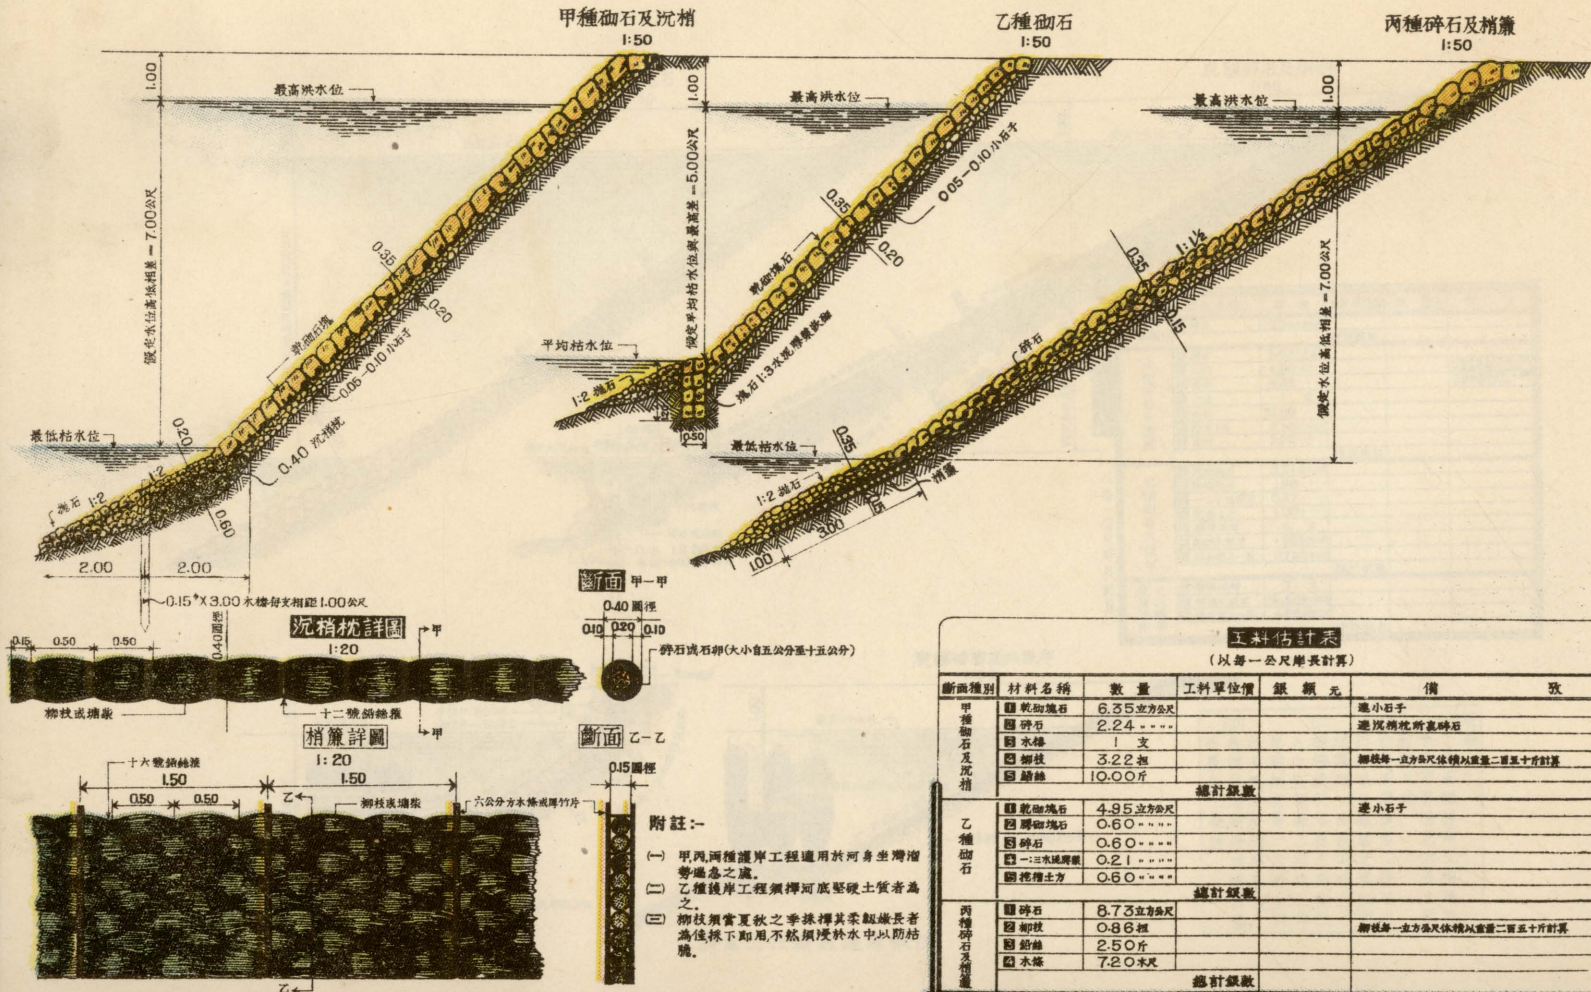 甲種砌石及沉梢
1:50
1.00
最高洪水位
假定水位高低相差=7.00公尺
0.35
0.20
乾砌石塊
0.05-0.10小石子
最低枯水位
0.20
0.40 沉梢枕
1:2
拋石 1:2
0.60
2.00
2.00
0.15ᵠX3.00 木樁每支相距1.00公尺
乙種砌石
1:50
1.00
最高洪水位
假定平均枯水位與最高差=5.00公尺
0.05-0.10小石子
0.35
0.20
乾砌塊石
平均枯水位
1:2 拋石
塊石1:3水泥膠漿
0.50
丙種碎石及梢簾
1:50
1.00
最高洪水位
1:1½
0.35
0.15
假定水位高低相差=7.00公尺
碎石
最低枯水位
0.35
1:2 拋石
梢簾
0.15
3.00
1.00
沉梢枕詳圖
1:20
0.15
0.50
0.50
0.40圓徑
甲
甲
柳枝或塘柴
十二號鉛絲箍
斷面 甲-甲
0.40圓徑
0.10
0.20
0.10
碎石或石卵(大小自五公分至十五公分)
梢簾詳圖
1:20
十六號鉛絲箍
1.50
1.50
0.50
0.50
乙
柳枝或塘柴
六公分方木條或厚竹片
乙
斷面 乙-乙
0.15圓徑
附註:-
(一) 甲丙兩種護岸工程適用於河身坐灣溜
勢過急之處。
(二) 乙種護岸工程須擇河底堅硬土質者為
之。
(三) 柳枝須當夏秋之季採擇其柔韌緻長者
為佳採下即用,不然須浸於水中以防枯
脆。
工料估計表
(以每一公尺岸長計算)
斷面種別 材料名稱 數量 工料單位價 銀額元 備攷
甲種砌石及沉梢
1 乾砌塊石 6.35立方公尺 連小石子
2 碎石 2.24 〃〃〃〃 連沉梢枕所裹碎石
3 木樁 1 支
4 柳枝 3.22担 柳枝每一立方公尺体積以重量二百五十斤計算
5 鉛絲 10.00斤
總計銀數
乙種砌石
1 乾砌塊石 4.95立方公尺 連小石子
2 膠砌塊石 0.60 〃〃〃〃
3 碎石 0.60 〃〃〃〃
4 一:三水泥膠漿 0.21 〃〃〃〃
5 挖槽土方 0.60 〃〃〃〃
總計銀數
丙種碎石及梢簾
1 碎石 8.73立方公尺
2 柳枝 0.86担 柳枝每一立方公尺体積以重量二百五十斤計算
3 鉛絲 2.50斤
4 木條 7.20木尺
總計銀數